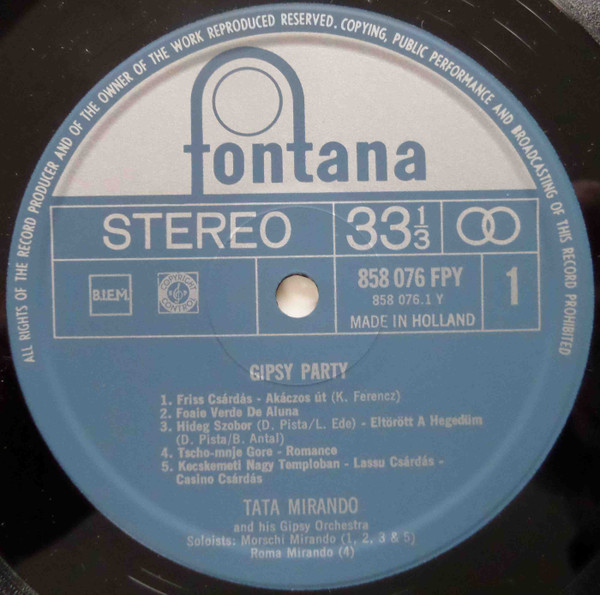 ALL RIGHTS OF THE RECORD PRODUCER AND OF THE OWNER OF THE WORK REPRODUCED RESERVED. COPYING, PUBLIC PERFORMANCE AND BROADCASTING OF THIS RECORD PROHIBITED
fontana
STEREO 33⅓
B.I.E.M. COPYRIGHT CONTROL 858 076 FPY 1
858 076.1 Y
MADE IN HOLLAND
GIPSY PARTY
1. Friss Csárdás - Akáczos út (K. Ferencz)
2. Foaie Verde De Aluna
3. Hideg Szobor (D. Pista/L. Ede) - Eltörött A Hegedüm
(D. Pista/B. Antal)
4. Tscho-mnje Gore - Romance
5. Kecskemeti Nagy Temploban - Lassu Csárdás -
Casino Csárdás
TATA MIRANDO
and his Gipsy Orchestra
Soloists: Morschi Mirando (1, 2, 3 & 5)
Roma Mirando (4)